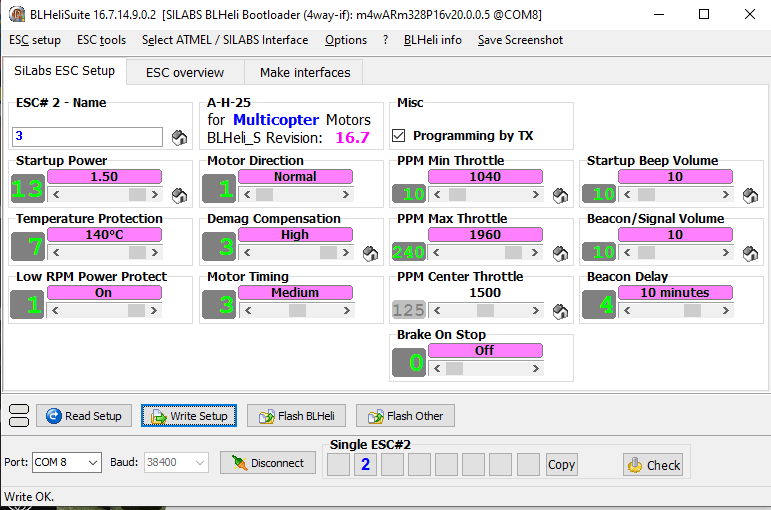 BLHeliSuite 16.7.14.9.0.2 [SILABS BLHeli Bootloader (4way-if): m4wARm328P16v20.0.0.5 @COM8]
ESC setup ESC tools Select ATMEL / SILABS Interface Options ? BLHeli info Save Screenshot
SiLabs ESC Setup ESC overview Make interfaces
ESC# 2 - Name
3
A-H-25
for Multicopter Motors
BLHeli_S Revision: 16.7
Misc
Programming by TX
Startup Power
1.50
13
Motor Direction
Normal
1
PPM Min Throttle
1040
10
Startup Beep Volume
10
10
Temperature Protection
140°C
7
Demag Compensation
High
3
PPM Max Throttle
1960
240
Beacon/Signal Volume
10
10
Low RPM Power Protect
On
1
Motor Timing
Medium
3
PPM Center Throttle
1500
125
Beacon Delay
10 minutes
4
Brake On Stop
Off
0
Read Setup Write Setup Flash BLHeli Flash Other
Single ESC#2
Port: COM 8 Baud: 38400 Disconnect 2 Copy Check
Write OK.